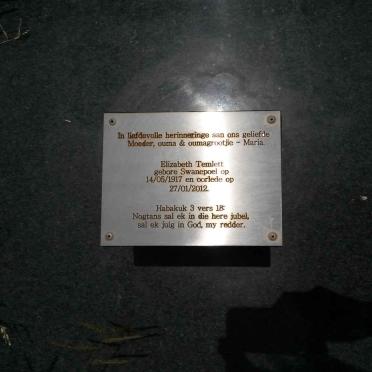 In liefdevolle herinneringe aan ons geliefde
Moeder, ouma & oumagrootjie - Maria.
Elizabeth Temlett
gebore Swanepoel op
14/05/1917 en oorlede op
27/01/2012.
Habakuk 3 vers 18:
Nogtans sal ek in die here jubel,
sal ek juig in God, my redder.